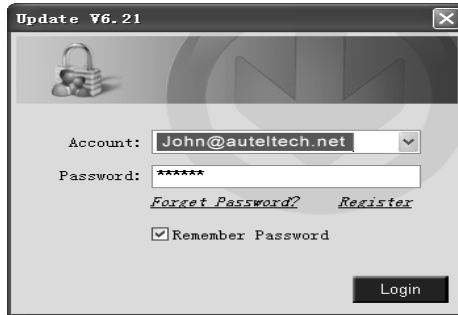 Update V6.21
Account: John@auteltech.net
Password: ******
Forget Password? Register
Remember Password
Login